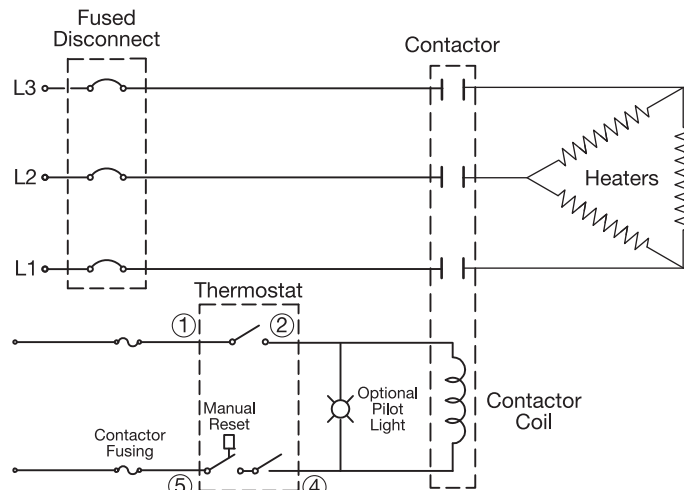 Fused
Disconnect
Contactor
L3
L2
Heaters
L1
Thermostat
①
②
Optional
Pilot
Light
Contactor
Coil
Manual
Reset
Contactor
Fusing
⑤
④